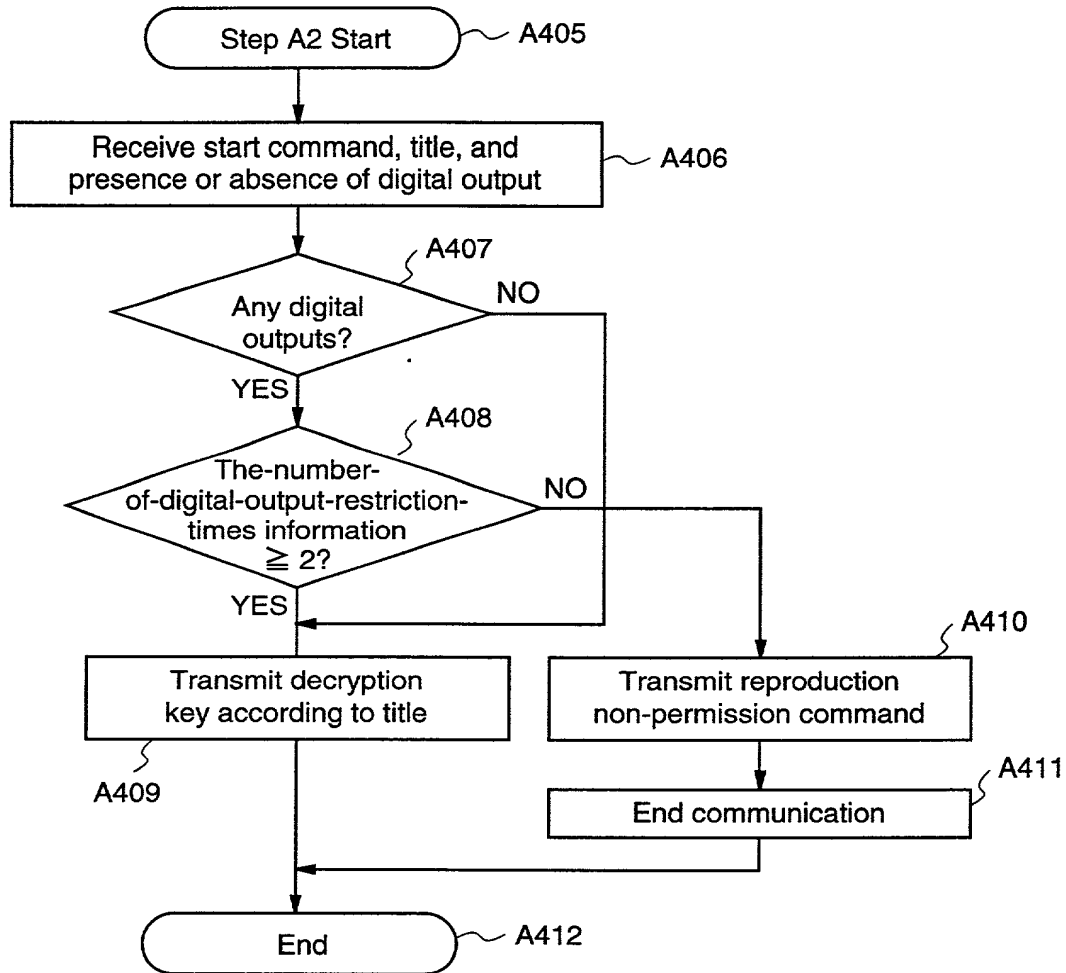 Step A2 Start
A405
Receive start command, title, and
presence or absence of digital output
A406
A407
Any digital
outputs?
NO
YES
A408
The-number-
of-digital-output-restriction-
times information
≧ 2?
NO
YES
A410
Transmit decryption
key according to title
A409
Transmit reproduction
non-permission command
A411
End communication
End
A412